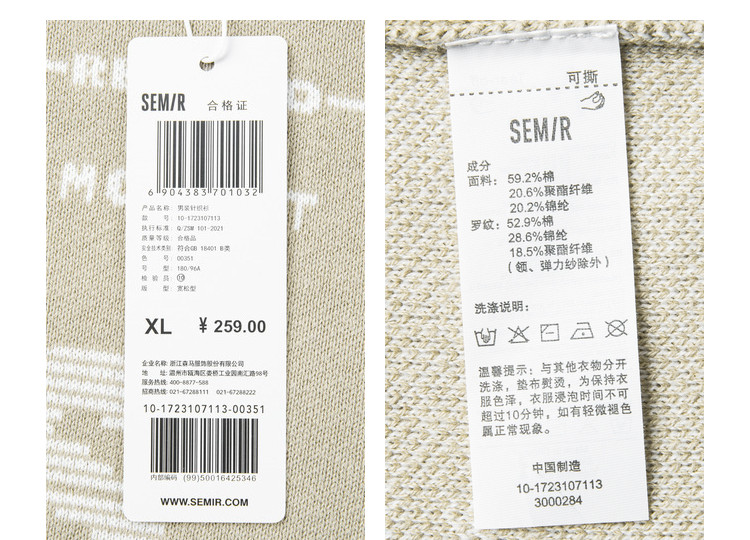 SEMIR 合格证
6 904383 701032
产品名称: 男装针织衫
款 号: 10-1723107113
执行标准: Q/ZSM 101-2021
质量等级: 合格品
安全技术类别: 符合GB 18401 B类
色 号: 00351
号 型: 180/96A
检 验 员:
版 型: 宽松型
XL ¥ 259.00
企业名称: 浙江森马服饰股份有限公司
地 址: 温州市瓯海区娄桥工业园南汇路98号
服务热线: 400-8877-588
招商热线: 021-67288111 021-67288222
10-1723107113-00351
内部编码 (99)50016425346
WWW.SEMIR.COM
可撕
SEMIR
成分
面料: 59.2%棉
20.6%聚酯纤维
20.2%锦纶
罗纹: 52.9%棉
28.6%锦纶
18.5%聚酯纤维
(领、弹力纱除外)
洗涤说明:
温馨提示: 与其他衣物分开
洗涤, 垫布熨烫, 为保持衣
服色泽, 衣服浸泡时间不可
超过10分钟, 如有轻微褪色
属正常现象。
中国制造
10-1723107113
3000284